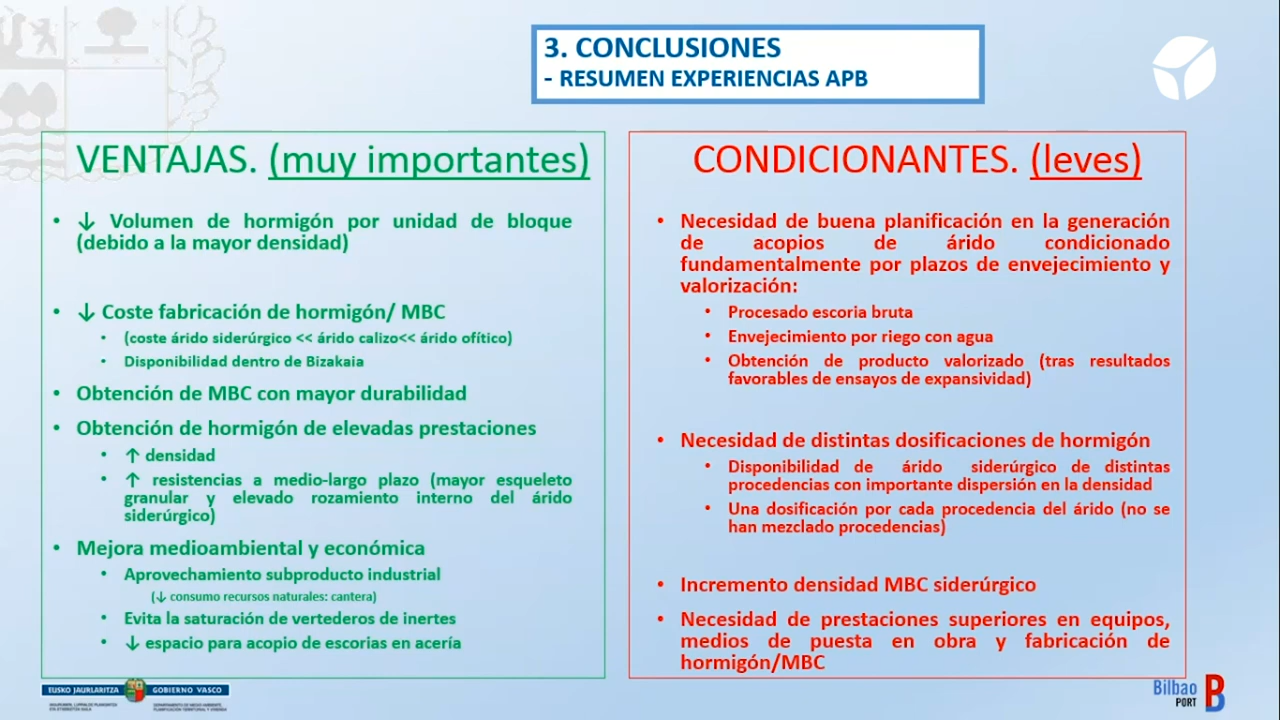 3. CONCLUSIONES
- RESUMEN EXPERIENCIAS APB
VENTAJAS. (muy importantes)
• ↓ Volumen de hormigón por unidad de bloque
(debido a la mayor densidad)
• ↓ Coste fabricación de hormigón/ MBC
• (coste árido siderúrgico << árido calizo<< árido ofítico)
• Disponibilidad dentro de Bizakaia
• Obtención de MBC con mayor durabilidad
• Obtención de hormigón de elevadas prestaciones
• ↑ densidad
• ↑ resistencias a medio-largo plazo (mayor esqueleto
granular y elevado rozamiento interno del árido
siderúrgico)
• Mejora medioambiental y económica
• Aprovechamiento subproducto industrial
(↓ consumo recursos naturales: cantera)
• Evita la saturación de vertederos de inertes
• ↓ espacio para acopio de escorias en acería
CONDICIONANTES. (leves)
• Necesidad de buena planificación en la generación
de acopios de árido condicionado
fundamentalmente por plazos de envejecimiento y
valorización:
• Procesado escoria bruta
• Envejecimiento por riego con agua
• Obtención de producto valorizado (tras resultados
favorables de ensayos de expansividad)
• Necesidad de distintas dosificaciones de hormigón
• Disponibilidad de árido siderúrgico de distintas
procedencias con importante dispersión en la densidad
• Una dosificación por cada procedencia del árido (no se
han mezclado procedencias)
• Incremento densidad MBC siderúrgico
• Necesidad de prestaciones superiores en equipos,
medios de puesta en obra y fabricación de
hormigón/MBC
EUSKO JAURLARITZA GOBIERNO VASCO
Bilbao
PORT